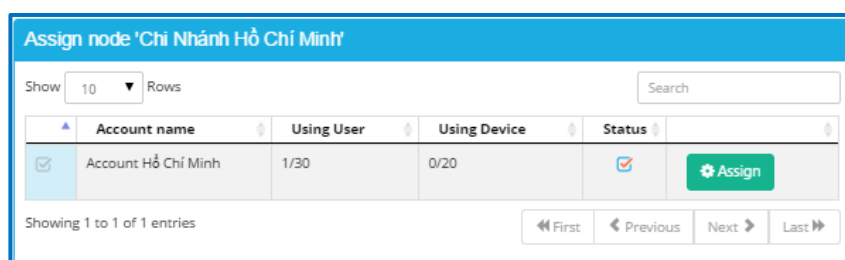 Assign node 'Chi Nhánh Hồ Chí Minh'
Show 10 Rows Search
Account name Using User Using Device Status
Account Hồ Chí Minh 1/30 0/20 Assign
Showing 1 to 1 of 1 entries First Previous Next Last